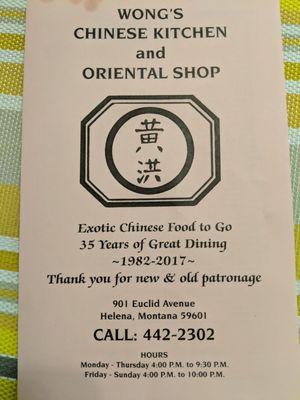 WONG'S
CHINESE KITCHEN
and
ORIENTAL SHOP
黄
洪
Exotic Chinese Food to Go
35 Years of Great Dining
~1982-2017~
Thank you for new & old patronage
901 Euclid Avenue
Helena, Montana 59601
CALL: 442-2302
HOURS
Monday - Thursday 4:00 P.M. to 9:30 P.M.
Friday - Sunday 4:00 P.M. to 10:00 P.M.